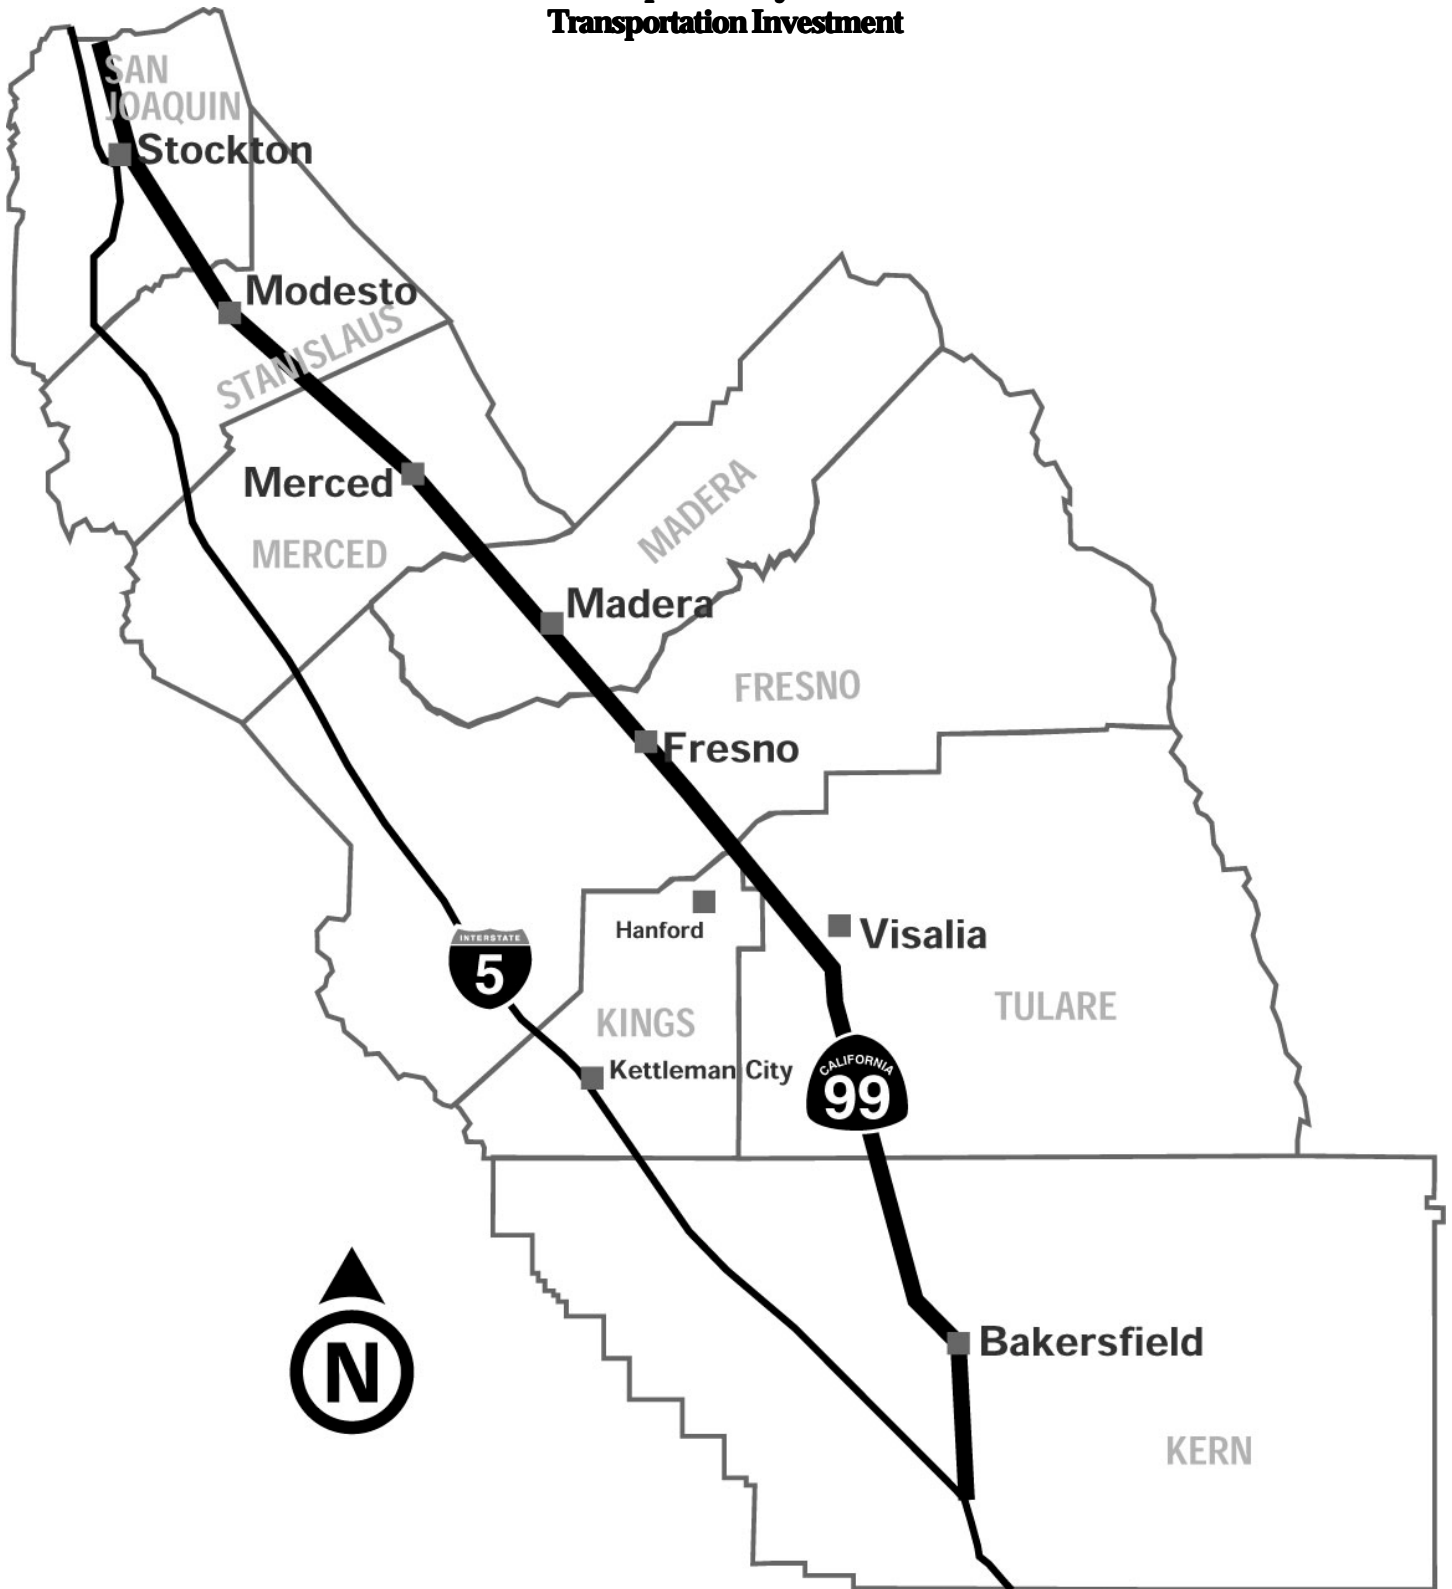 Transportation Investment
SAN
JOAQUIN
Stockton
Modesto
STANISLAUS
Merced
MERCED
MADERA
Madera
FRESNO
Fresno
Hanford
Visalia
INTERSTATE
5
KINGS
TULARE
Kettleman City
CALIFORNIA
99
Bakersfield
N
KERN